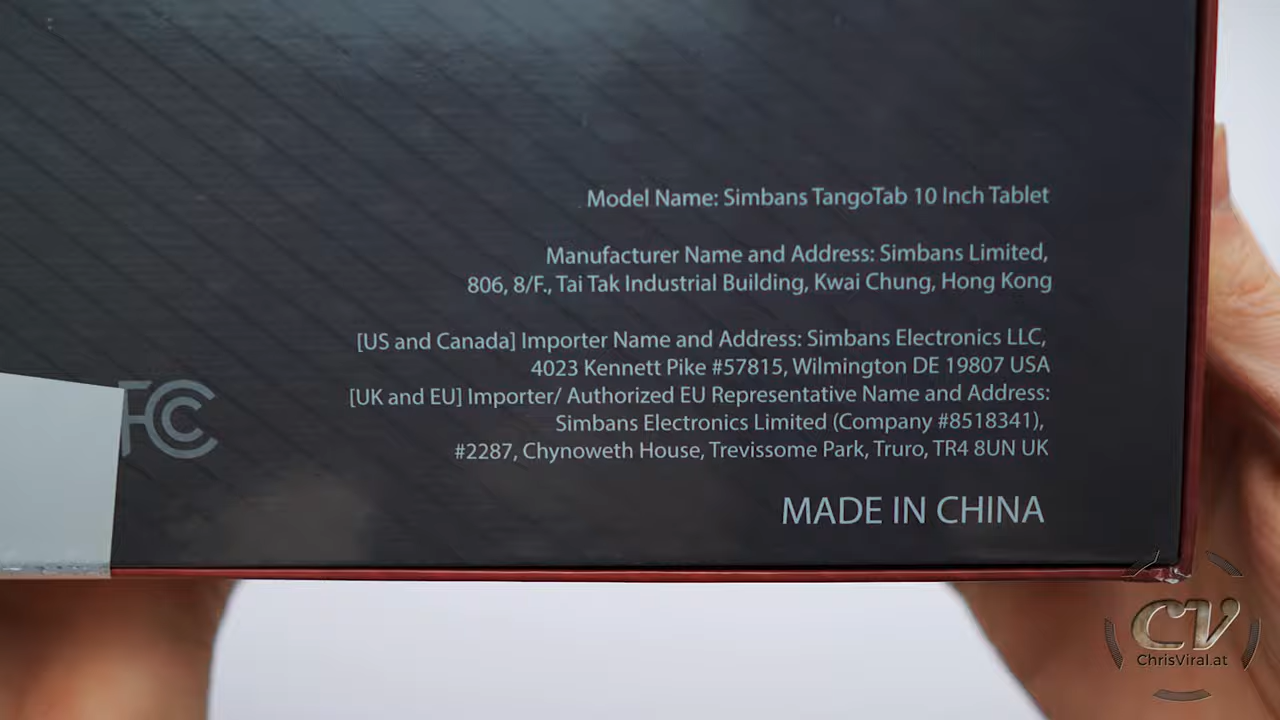 Model Name: Simbans TangoTab 10 Inch Tablet
Manufacturer Name and Address: Simbans Limited,
806, 8/F., Tai Tak Industrial Building, Kwai Chung, Hong Kong
[US and Canada] Importer Name and Address: Simbans Electronics LLC,
4023 Kennett Pike #57815, Wilmington DE 19807 USA
[UK and EU] Importer/ Authorized EU Representative Name and Address:
Simbans Electronics Limited (Company #8518341),
#2287, Chynoweth House, Trevissome Park, Truro, TR4 8UN UK
FC
MADE IN CHINA
CV
ChrisViral.at